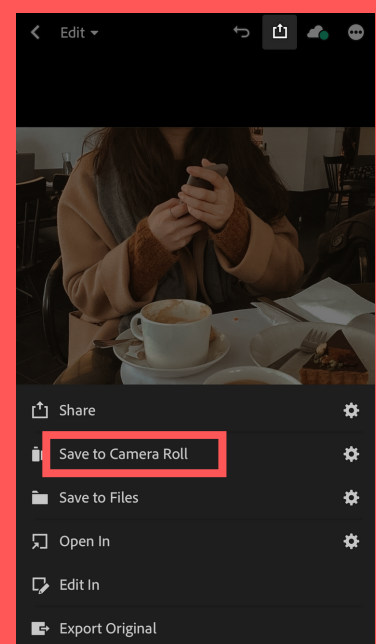 Edit
Share
Save to Camera Roll
Save to Files
Open In
Edit In
Export Original